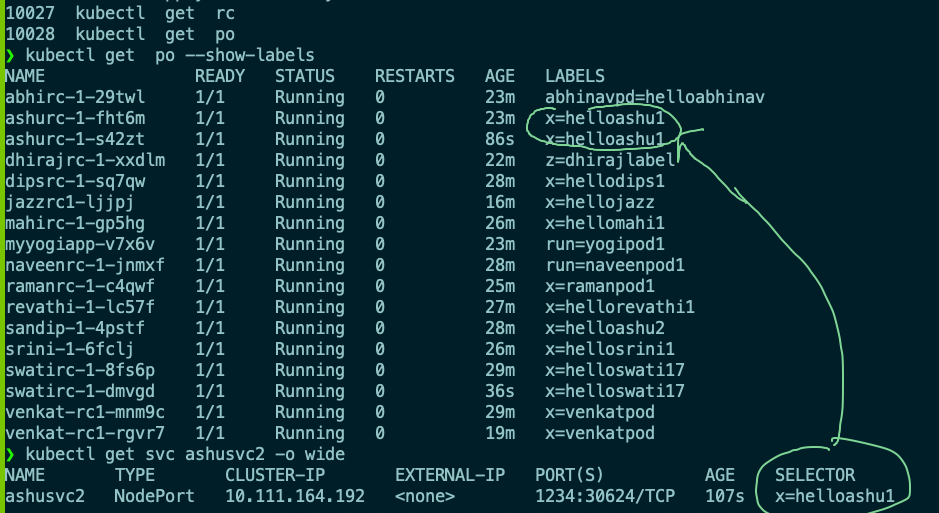 10027  kubectl  get  rc
10028  kubectl  get  po
❯ kubectl get  po --show-labels
NAME               READY   STATUS    RESTARTS   AGE   LABELS
abhirc-1-29twl     1/1     Running   0          23m   abhinavpd=helloabhinav
ashurc-1-fht6m     1/1     Running   0          23m   x=helloashu1
ashurc-1-s42zt     1/1     Running   0          86s   x=helloashu1
dhirajrc-1-xxdlm   1/1     Running   0          22m   z=dhirajlabel
dipsrc-1-sq7qw     1/1     Running   0          28m   x=hellodips1
jazzrc1-ljjpj      1/1     Running   0          16m   x=hellojazz
mahirc-1-gp5hg     1/1     Running   0          26m   x=hellomahi1
myyogiapp-v7x6v    1/1     Running   0          23m   run=yogipod1
naveenrc-1-jnmxf   1/1     Running   0          28m   run=naveenpod1
ramanrc-1-c4qwf    1/1     Running   0          25m   x=ramanpod1
revathi-1-lc57f    1/1     Running   0          27m   x=hellorevathi1
sandip-1-4pstf     1/1     Running   0          28m   x=helloashu2
srini-1-6fclj      1/1     Running   0          26m   x=hellosrini1
swatirc-1-8fs6p    1/1     Running   0          29m   x=helloswati17
swatirc-1-dmvgd    1/1     Running   0          36s   x=helloswati17
venkat-rc1-mnm9c   1/1     Running   0          29m   x=venkatpod
venkat-rc1-rgvr7   1/1     Running   0          19m   x=venkatpod
❯ kubectl get svc ashusvc2 -o wide
NAME       TYPE       CLUSTER-IP       EXTERNAL-IP   PORT(S)          AGE    SELECTOR
ashusvc2   NodePort   10.111.164.192   <none>        1234:30624/TCP   107s   x=helloashu1